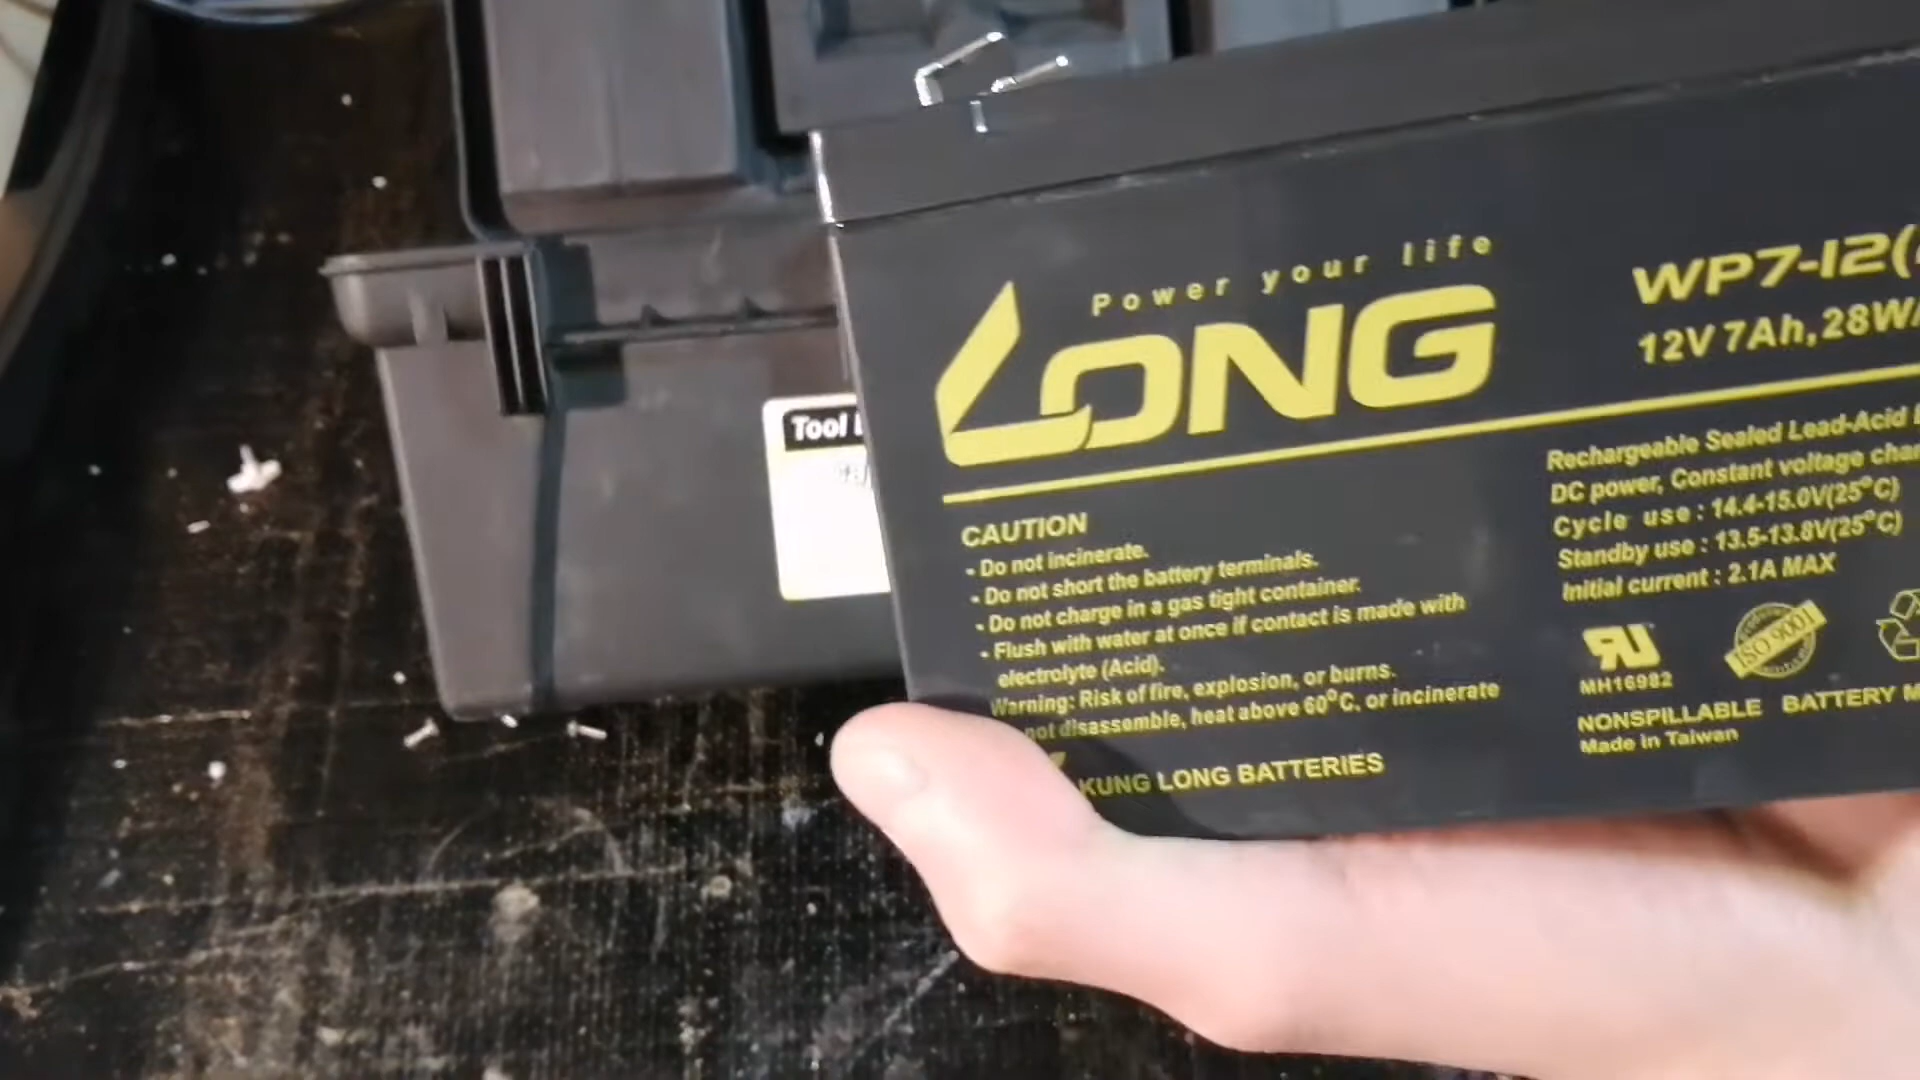 Power your life
LONG
WP7-12(
12V 7Ah, 28W/
CAUTION
- Do not incinerate.
- Do not short the battery terminals.
- Do not charge in a gas tight container.
- Flush with water at once if contact is made with
electrolyte (Acid).
Warning: Risk of fire, explosion, or burns.
not disassemble, heat above 60°C, or incinerate
KUNG LONG BATTERIES
Rechargeable Sealed Lead-Acid
DC power, Constant voltage
Cycle use : 14.4-15.0V(25°C)
Standby use : 13.5-13.8V(25°C)
Initial current : 2.1A MAX
MH16982
ISO 9001
NONSPILLABLE BATTERY
Made in Taiwan
Tool